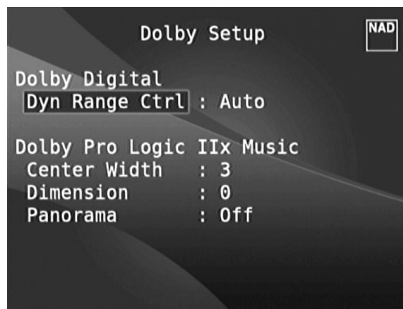 Dolby Setup
NAD
Dolby Digital
Dyn Range Ctrl : Auto
Dolby Pro Logic IIx Music
Center Width : 3
Dimension : 0
Panorama : Off